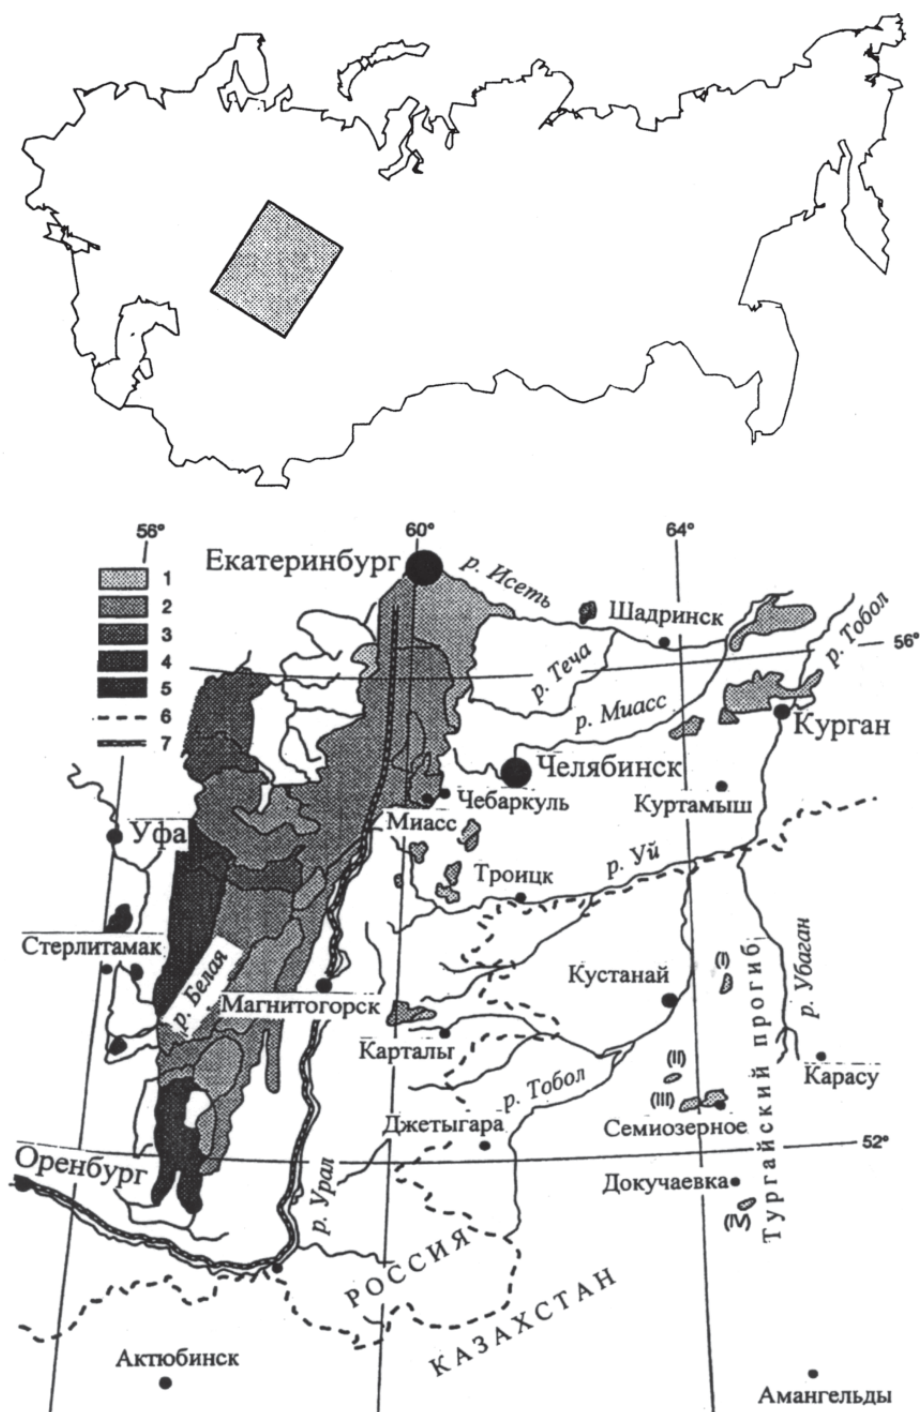 56°
60°
64°
Екатеринбург
р. Исеть
1
2
3
4
5
6
7
Шадринск
р. Тобол
56°
р. Теча
р. Миасс
Курган
Челябинск
Чебаркуль
Куртамыш
Миасс
Уфа
Троицк
р. Уй
Стерлитамак
р. Белая
Магнитогорск
Кустанай
(I)
р. Убаган
Карталы
(II)
Карасу
р. Тобол
(III)
Семиозерное
Джетыгара
52°
Оренбург
Докучаевка
(IV)
Тургайский прогиб
р. Урал
РОССИЯ
КАЗАХСТАН
Актюбинск
Амангельды